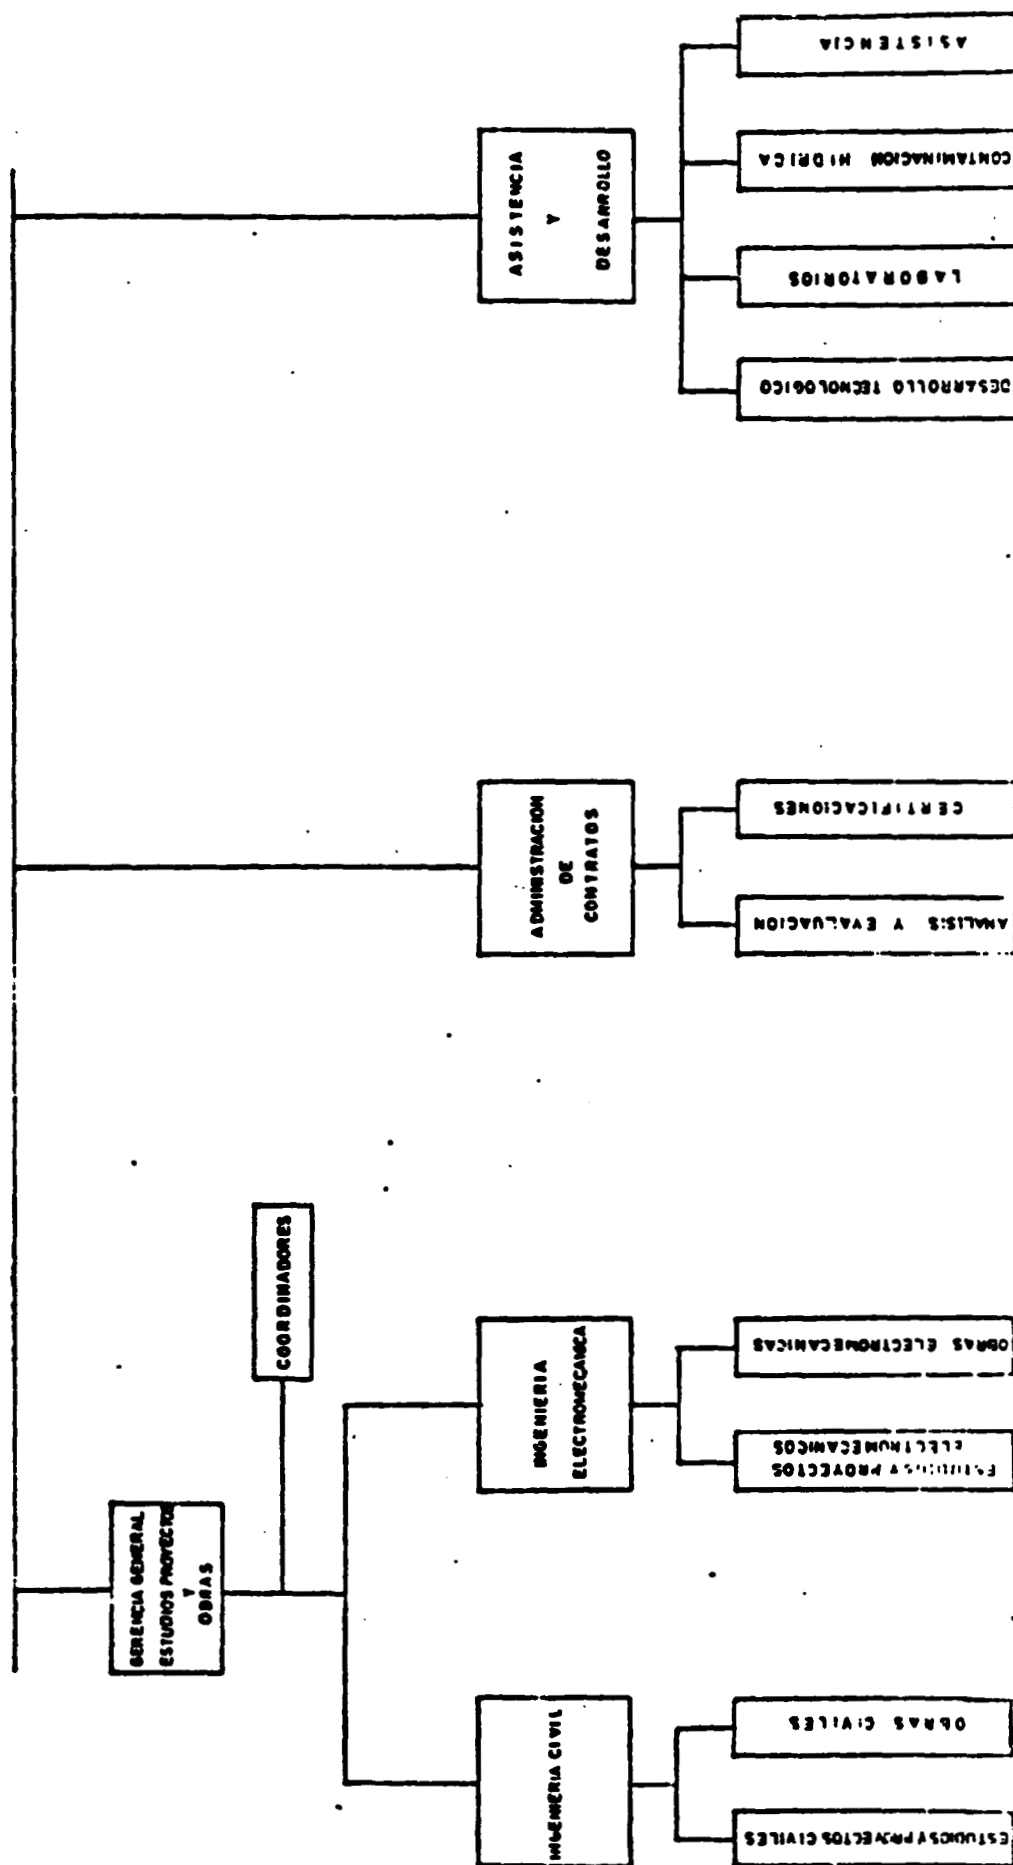 GERENCIA GENERAL
ESTUDIOS PROYECTOS
Y
OBRAS
COORDINADORES
INGENIERIA CIVIL
INGENIERIA
ELECTROMECANICA
ADMINISTRACION
DE
CONTRATOS
ASISTENCIA
Y
DESARROLLO
ESTUDIOS Y PROYECTOS CIVILES
OBRAS CIVILES
ESTUDIOS Y PROYECTOS
ELECTROMECANICOS
OBRAS ELECTROMECANICAS
ANALISIS Y EVALUACION
CERTIFICACIONES
DESARROLLO TECNOLOGICO
LABORATORIOS
CONTAMINACION HIDRICA
ASISTENCIA